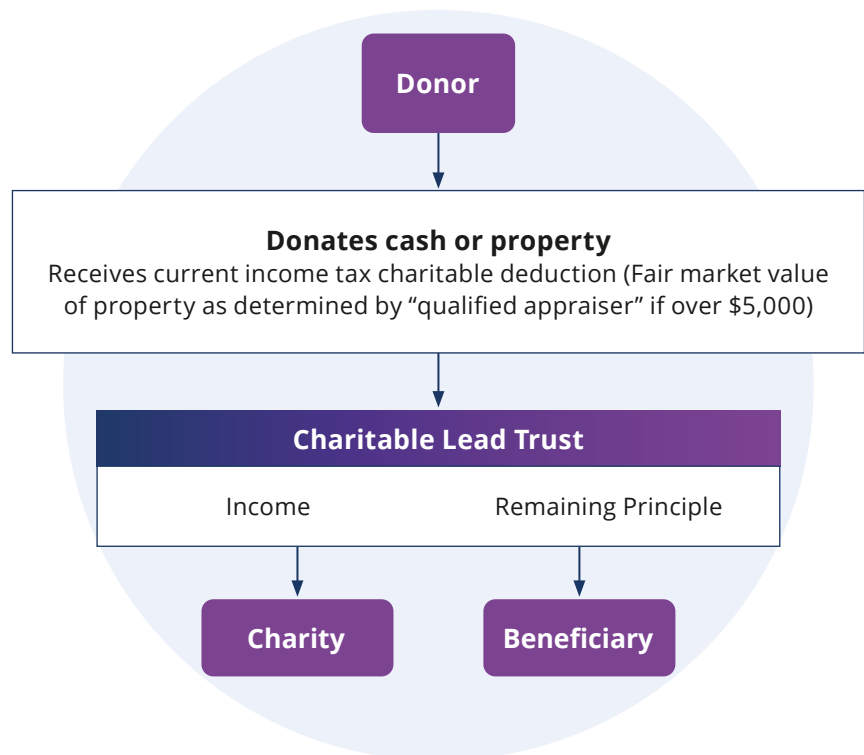 Donor
Donates cash or property
Receives current income tax charitable deduction (Fair market value
of property as determined by “qualified appraiser” if over $5,000)
Charitable Lead Trust
Income
Remaining Principle
Charity
Beneficiary